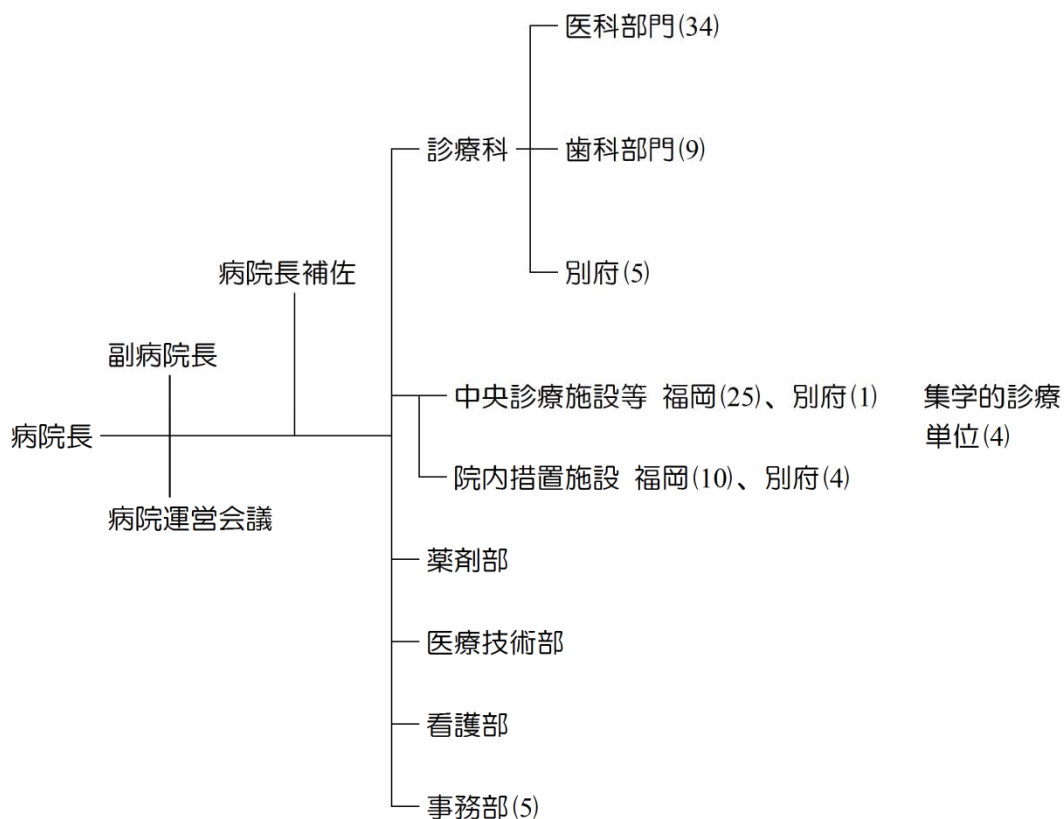 医科部門(34)
診療科
歯科部門(9)
別府(5)
病院長補佐
副病院長
中央診療施設等 福岡(25)、別府(1)
集学的診療
単位(4)
病院長
院内措置施設 福岡(10)、別府(4)
病院運営会議
薬剤部
医療技術部
看護部
事務部(5)